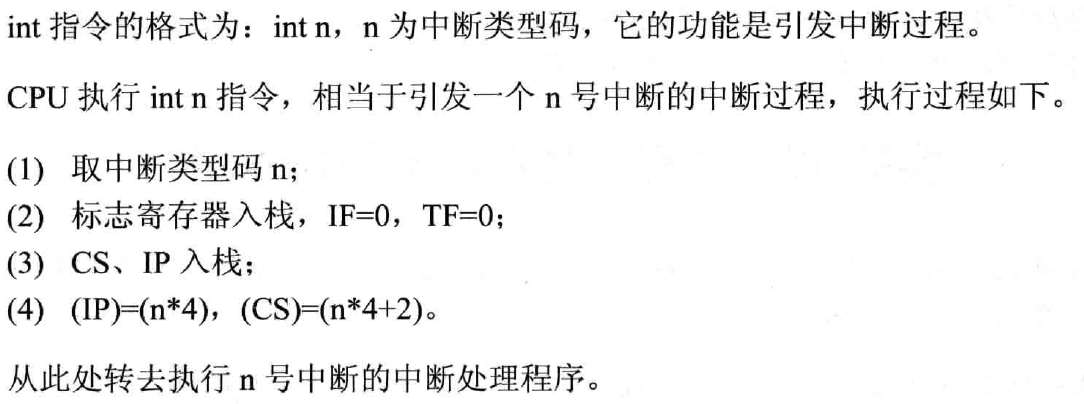 int 指令的格式为：int n，n 为中断类型码，它的功能是引发中断过程。
CPU 执行 int n 指令，相当于引发一个 n 号中断的中断过程，执行过程如下。
(1) 取中断类型码 n；
(2) 标志寄存器入栈，IF=0，TF=0；
(3) CS、IP 入栈；
(4) (IP)=(n*4)，(CS)=(n*4+2)。
从此处转去执行 n 号中断的中断处理程序。